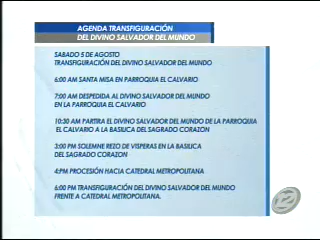 AGENDA TRANSFIGURACIÓN
DEL DIVINO SALVADOR DEL MUNDO
SABADO 5 DE AGOSTO
TRANSFIGURACIÓN DEL DIVINO SALVADOR DEL MUNDO
6:00 AM SANTA MISA EN PARROQUIA EL CALVARIO
7:00 AM DESPEDIDA AL DIVINO SALVADOR DEL MUNDO
EN LA PARROQUIA EL CALVARIO
10:30 AM PARTIRA EL DIVINO SALVADOR DEL MUNDO DE LA PARROQUIA
EL CALVARIO A LA BASILICA DEL SAGRADO CORAZON
3:00 PM SOLEMNE REZO DE VISPERAS EN LA BASILICA
DEL SAGRADO CORAZON
4:PM PROCESIÓN HACIA CATEDRAL METROPOLITANA
6:00 PM TRANSFIGURACIÓN DEL DIVINO SALVADOR DEL MUNDO
FRENTE A CATEDRAL METROPOLITANA.
12